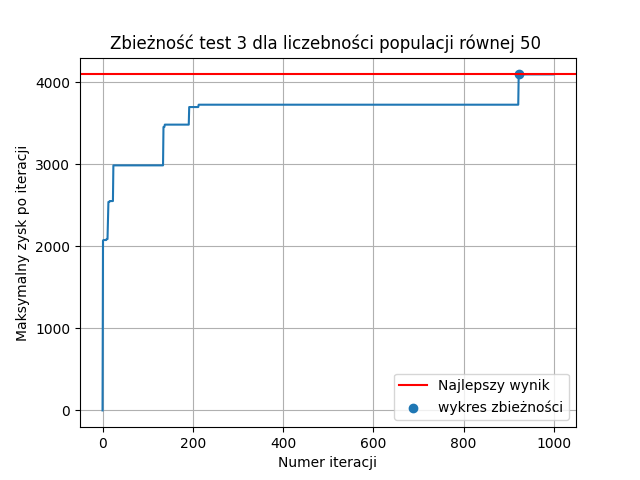 Zbieżność test 3 dla liczebności populacji równej 50
Maksymalny zysk po iteracji
4000
3000
2000
1000
0
0 200 400 600 800 1000
Numer iteracji
Najlepszy wynik
wykres zbieżności